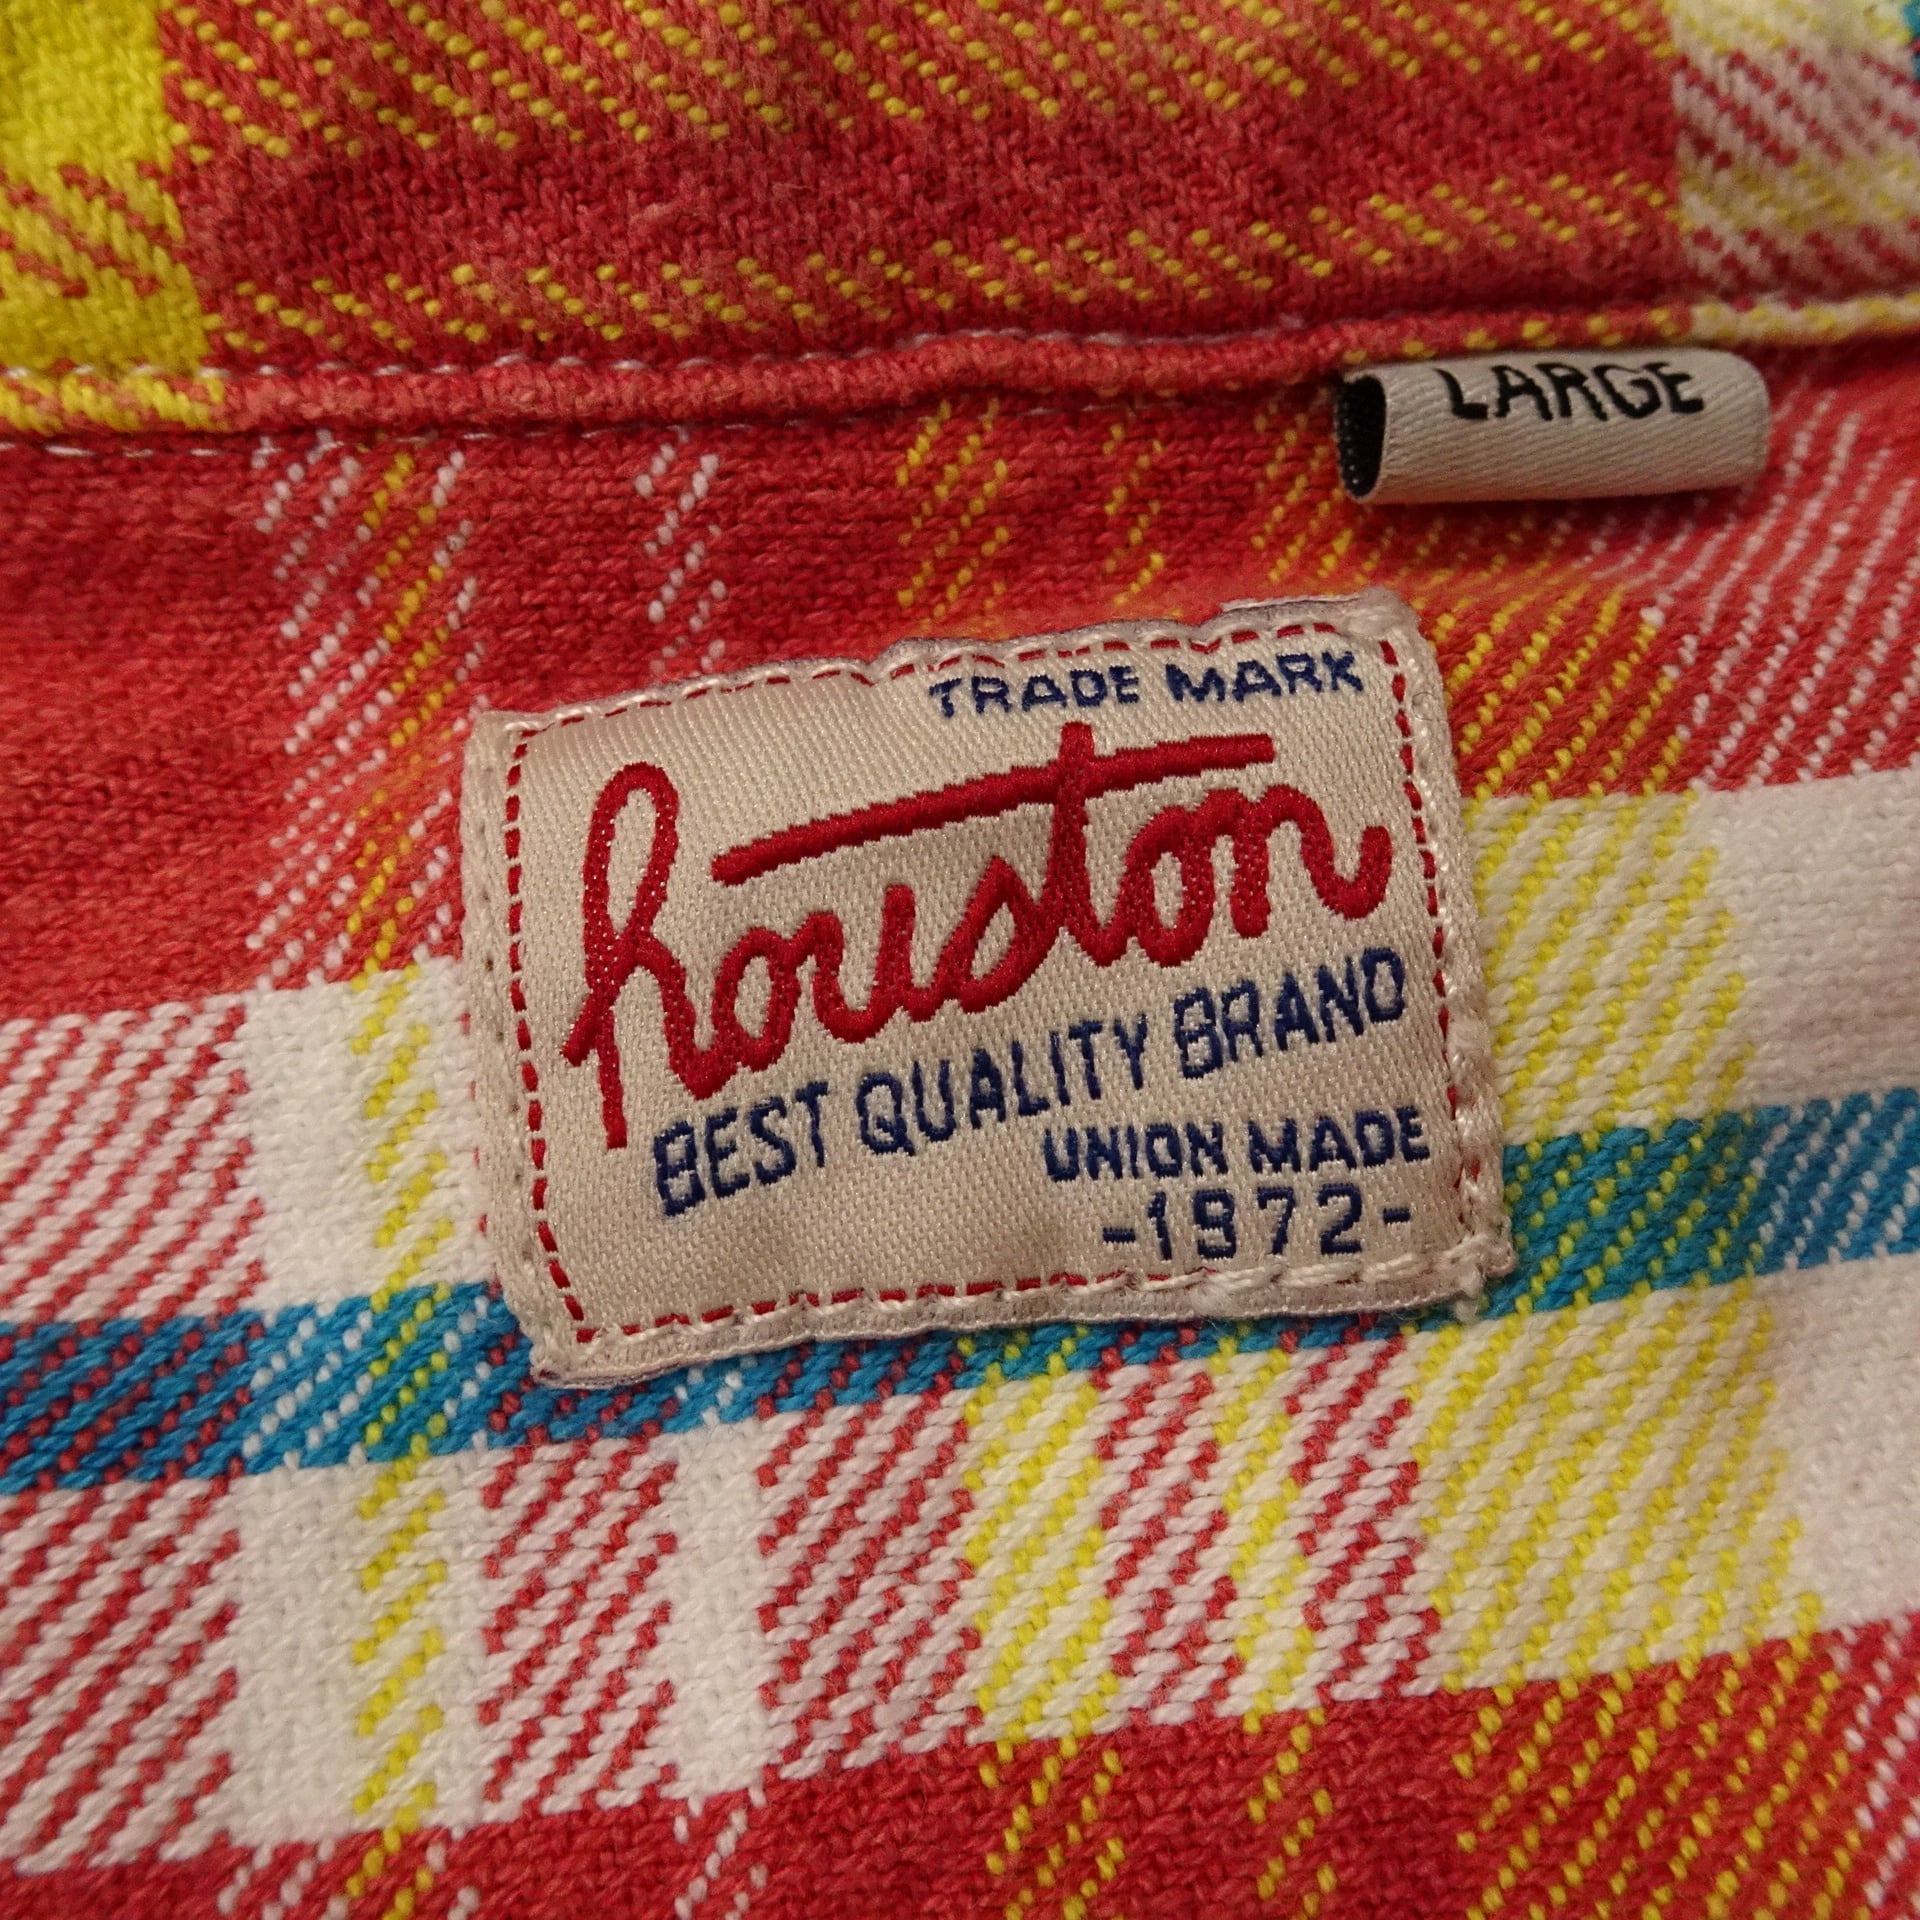 LARGE
TRADE MARK
houston
BEST QUALITY BRAND
UNION MADE
-1972-